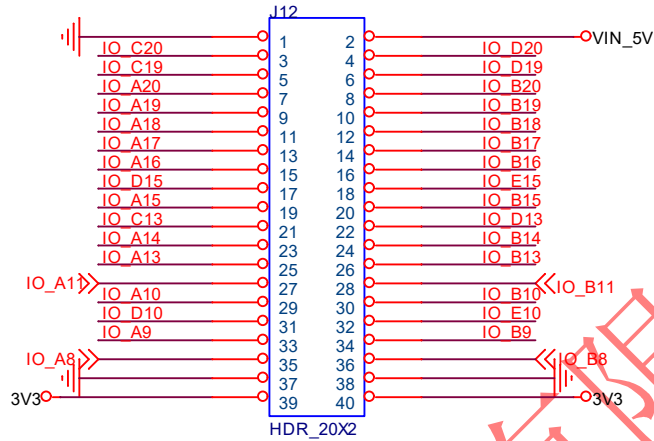 J12
1 2 VIN_5V
IO_C20 3 4 IO_D20
IO_C19 5 6 IO_D19
IO_A20 7 8 IO_B20
IO_A19 9 10 IO_B19
IO_A18 11 12 IO_B18
IO_A17 13 14 IO_B17
IO_A16 15 16 IO_B16
IO_D15 17 18 IO_E15
IO_A15 19 20 IO_B15
IO_C13 21 22 IO_D13
IO_A14 23 24 IO_B14
IO_A13 25 26 IO_B13
IO_A11 27 28 IO_B11
IO_A10 29 30 IO_B10
IO_D10 31 32 IO_E10
IO_A9 33 34 IO_B9
IO_A8 35 36 IO_B8
37 38
3V3 39 40 3V3
HDR_20X2